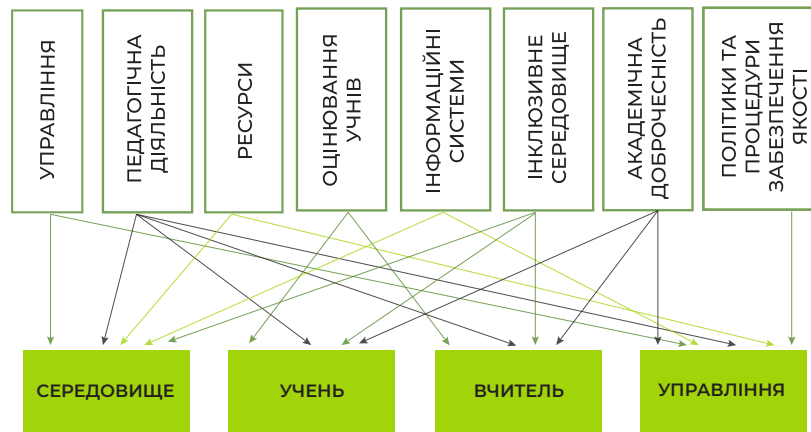 УПРАВЛІННЯ
ПЕДАГОГІЧНА
ДІЯЛЬНІСТЬ
РЕСУРСИ
ОЦІНЮВАННЯ
УЧНІВ
ІНФОРМАЦІЙНІ
СИСТЕМИ
ІНКЛЮЗИВНЕ
СЕРЕДОВИЩЕ
АКАДЕМІЧНА
ДОБРОЧЕСНІСТЬ
ПОЛІТИКИ ТА
ПРОЦЕДУРИ
ЗАБЕЗПЕЧЕННЯ
ЯКОСТІ
СЕРЕДОВИЩЕ
УЧЕНЬ
ВЧИТЕЛЬ
УПРАВЛІННЯ